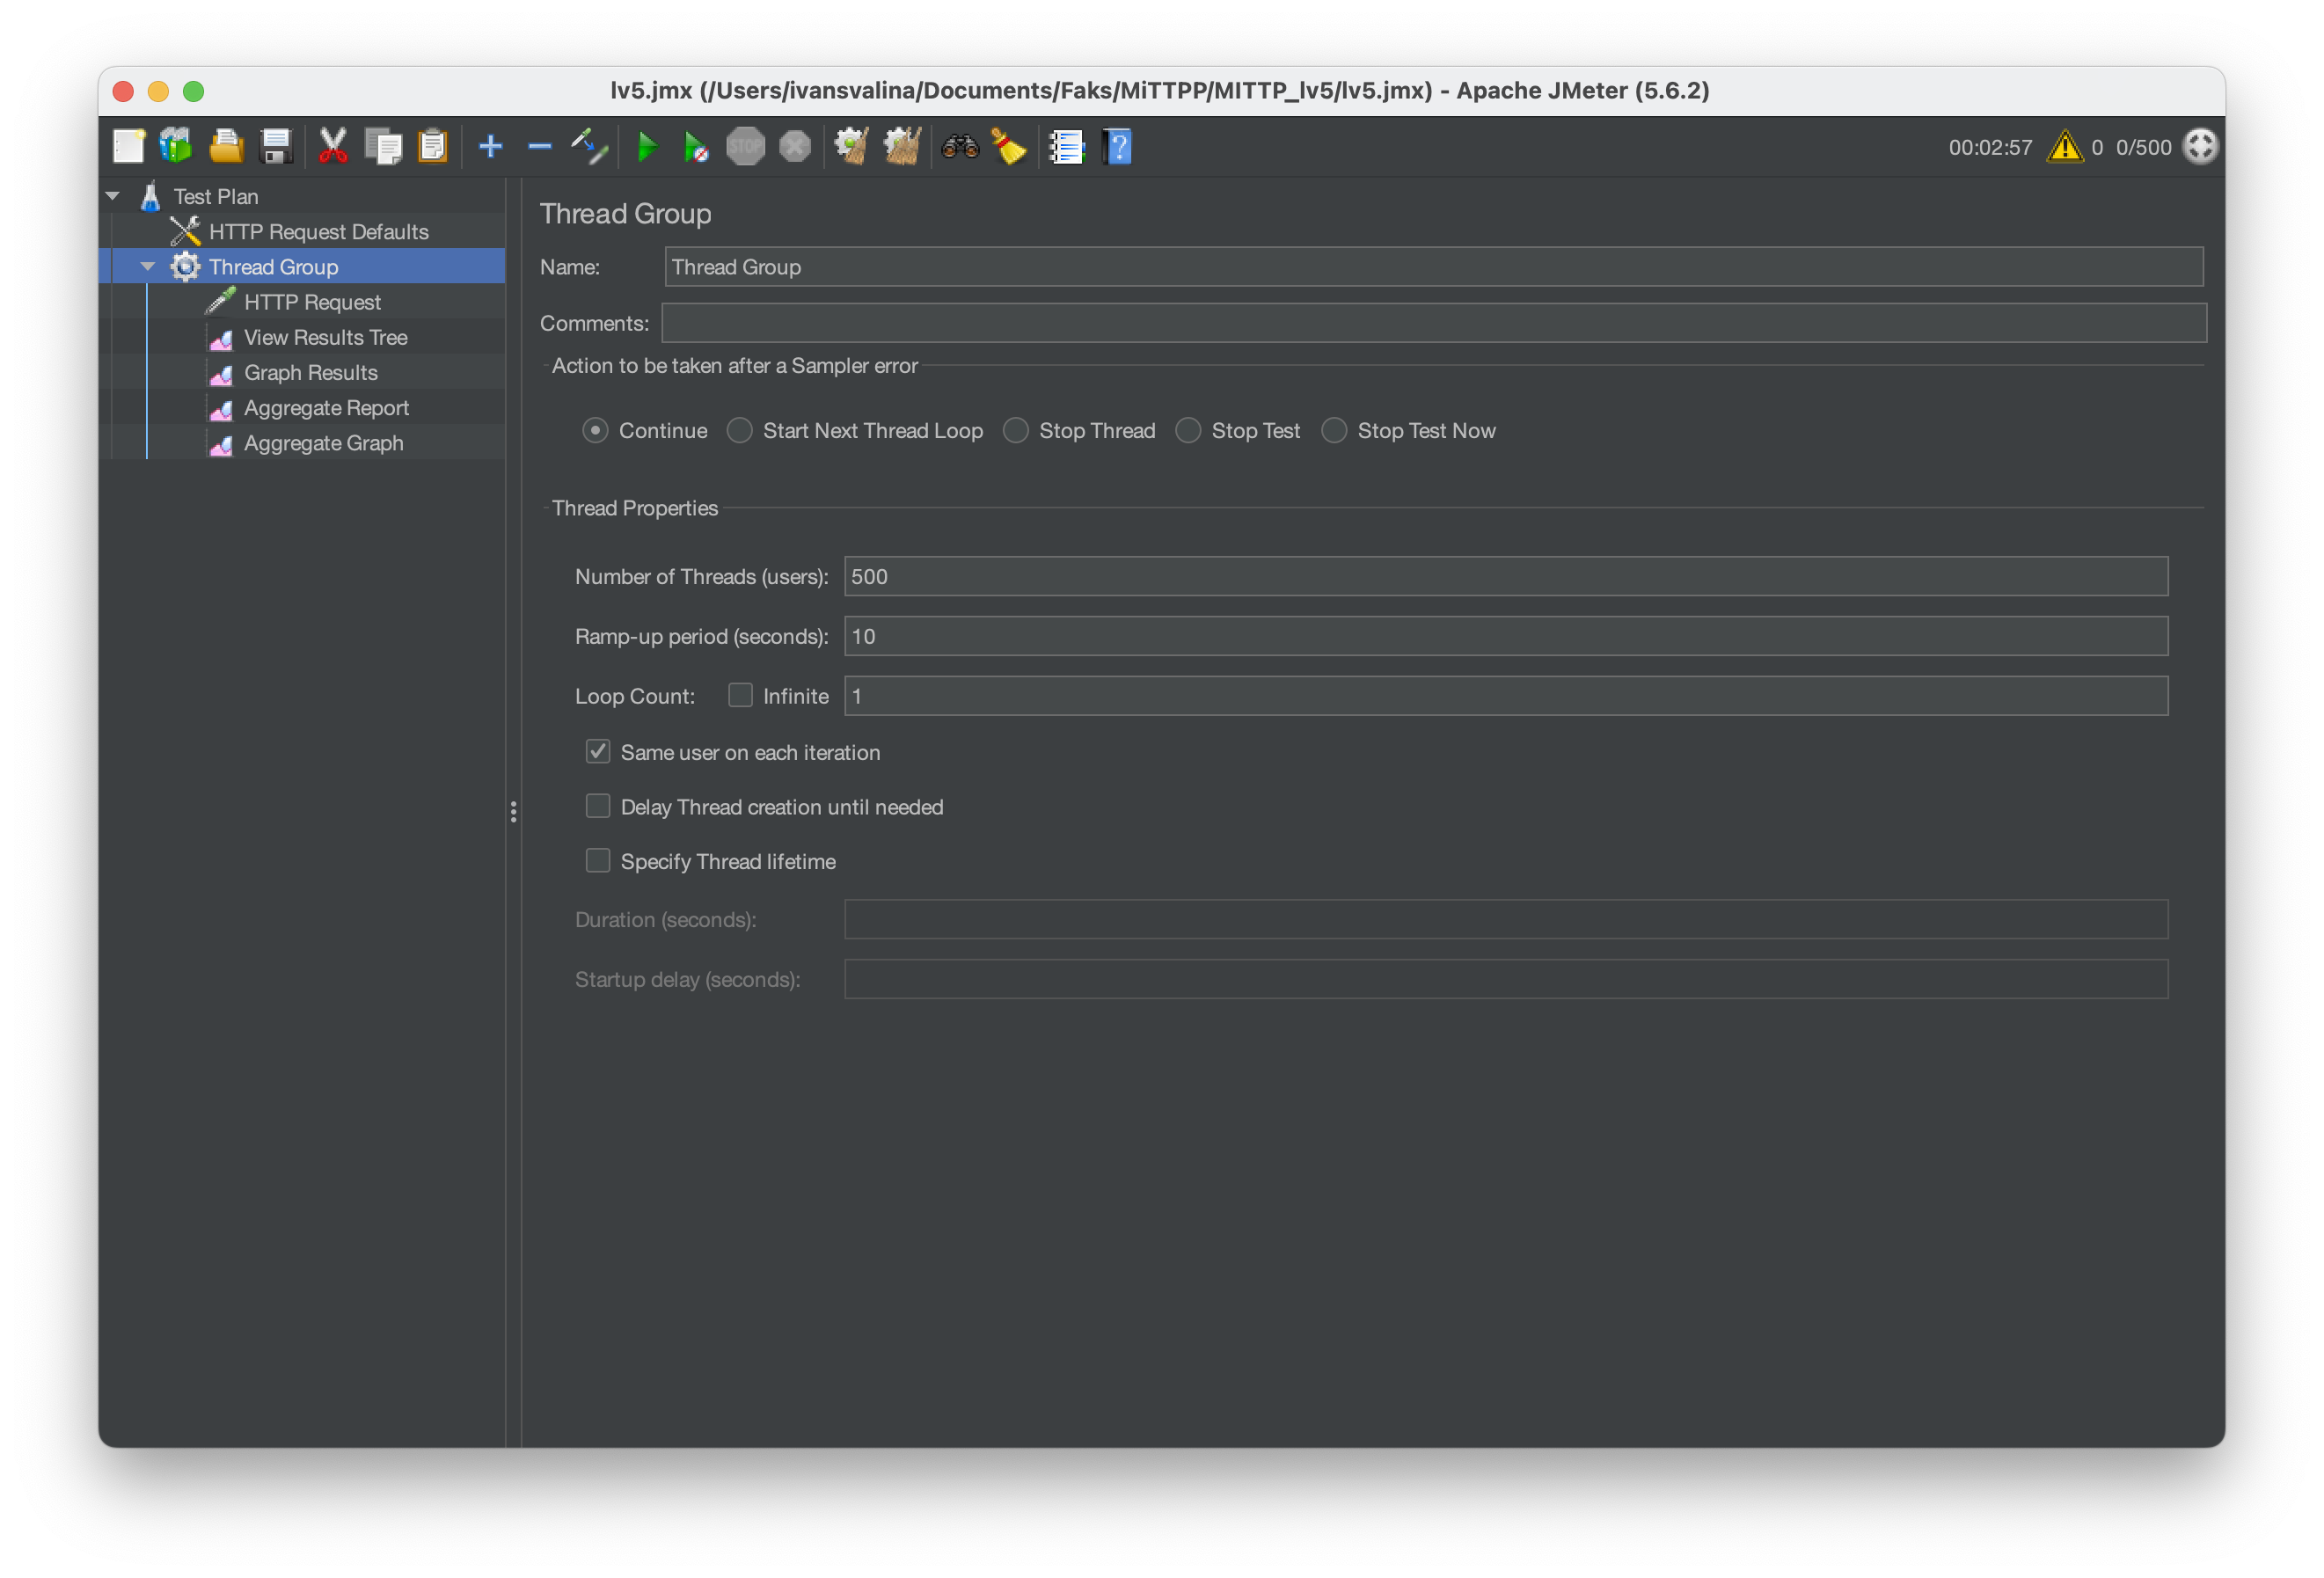 lv5.jmx (/Users/ivansvalina/Documents/Faks/MiTTPP/MITTP_lv5/lv5.jmx) - Apache JMeter (5.6.2)
STOP
?
00:02:57 0 0/500
Test Plan
HTTP Request Defaults
Thread Group
HTTP Request
View Results Tree
Graph Results
Aggregate Report
Aggregate Graph
Thread Group
Name: Thread Group
Comments:
Action to be taken after a Sampler error
Continue Start Next Thread Loop Stop Thread Stop Test Stop Test Now
Thread Properties
Number of Threads (users): 500
Ramp-up period (seconds): 10
Loop Count: Infinite 1
Same user on each iteration
Delay Thread creation until needed
Specify Thread lifetime
Duration (seconds):
Startup delay (seconds):